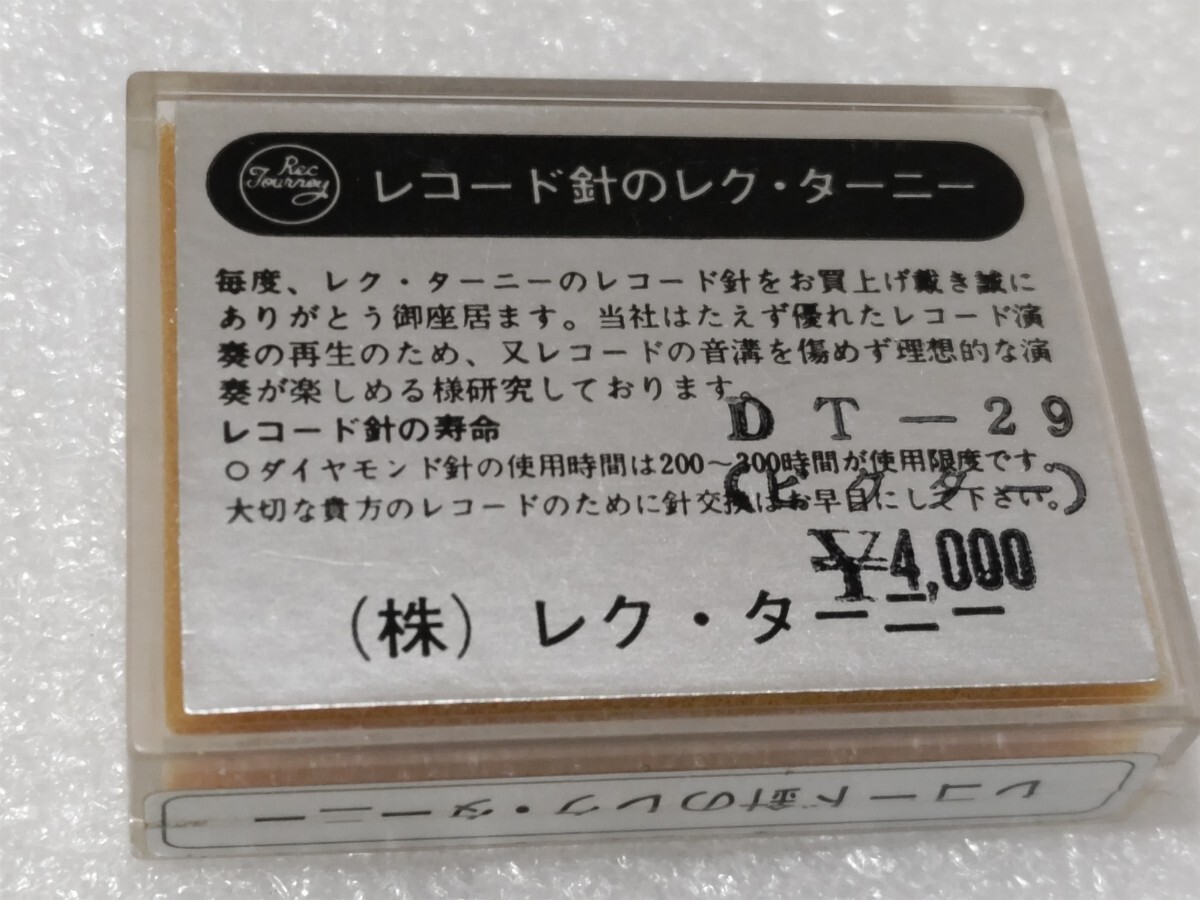 Rec
Tourney
レコード針のレク・ターニー
毎度、レク・ターニーのレコード針をお買上げ戴き誠に
ありがとう御座居ます。当社はたえず優れたレコード演
奏の再生のため、又レコードの音溝を傷めず理想的な演
奏が楽しめる様研究しております。
DT-29
レコード針の寿命
○ダイヤモンド針の使用時間は200～300時間が使用限度です。
(ビクター)
大切な貴方のレコードのために針交換はお早目にして下さい。
¥4,000
(株) レク・ターニー
レコード針のレク・ターニー